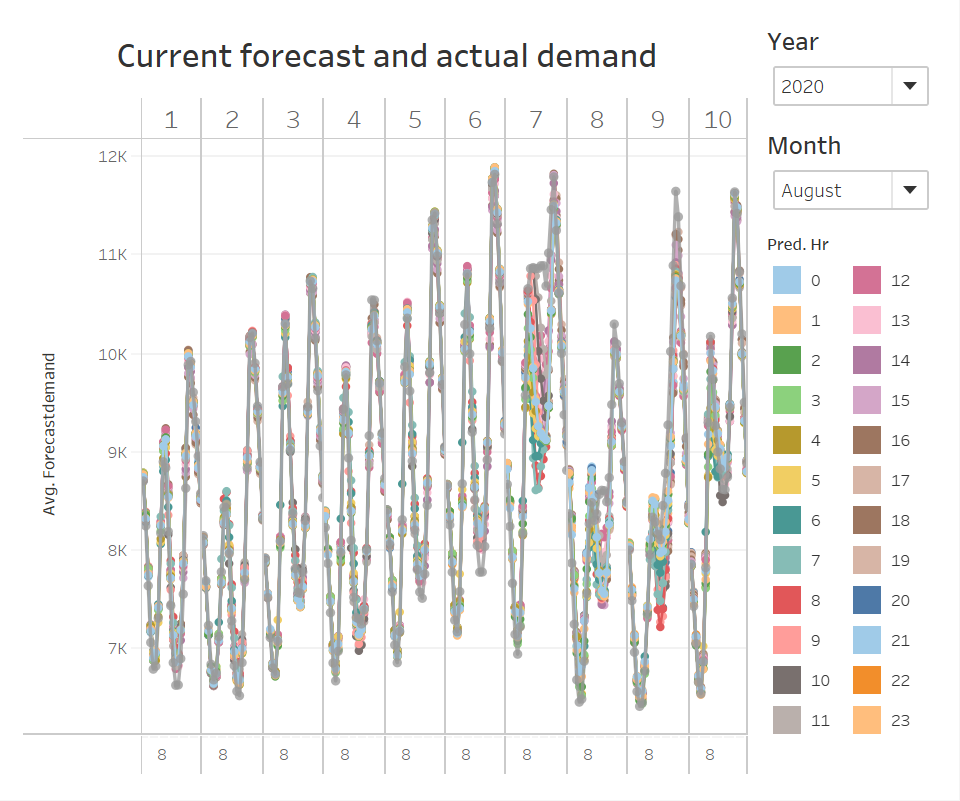 Current forecast and actual demand
Year
2020
Month
August
Pred. Hr
0 12
1 13
2 14
3 15
4 16
5 17
6 18
7 19
8 20
9 21
10 22
11 23
1 2 3 4 5 6 7 8 9 10
12K
11K
10K
9K
8K
7K
Avg. Forecastdemand
8 8 8 8 8 8 8 8 8 8